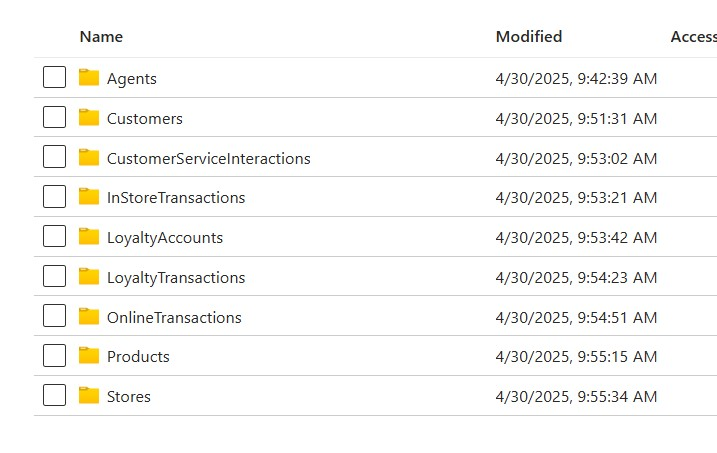 Name Modified Access
Agents 4/30/2025, 9:42:39 AM
Customers 4/30/2025, 9:51:31 AM
CustomerServiceInteractions 4/30/2025, 9:53:02 AM
InStoreTransactions 4/30/2025, 9:53:21 AM
LoyaltyAccounts 4/30/2025, 9:53:42 AM
LoyaltyTransactions 4/30/2025, 9:54:23 AM
OnlineTransactions 4/30/2025, 9:54:51 AM
Products 4/30/2025, 9:55:15 AM
Stores 4/30/2025, 9:55:34 AM